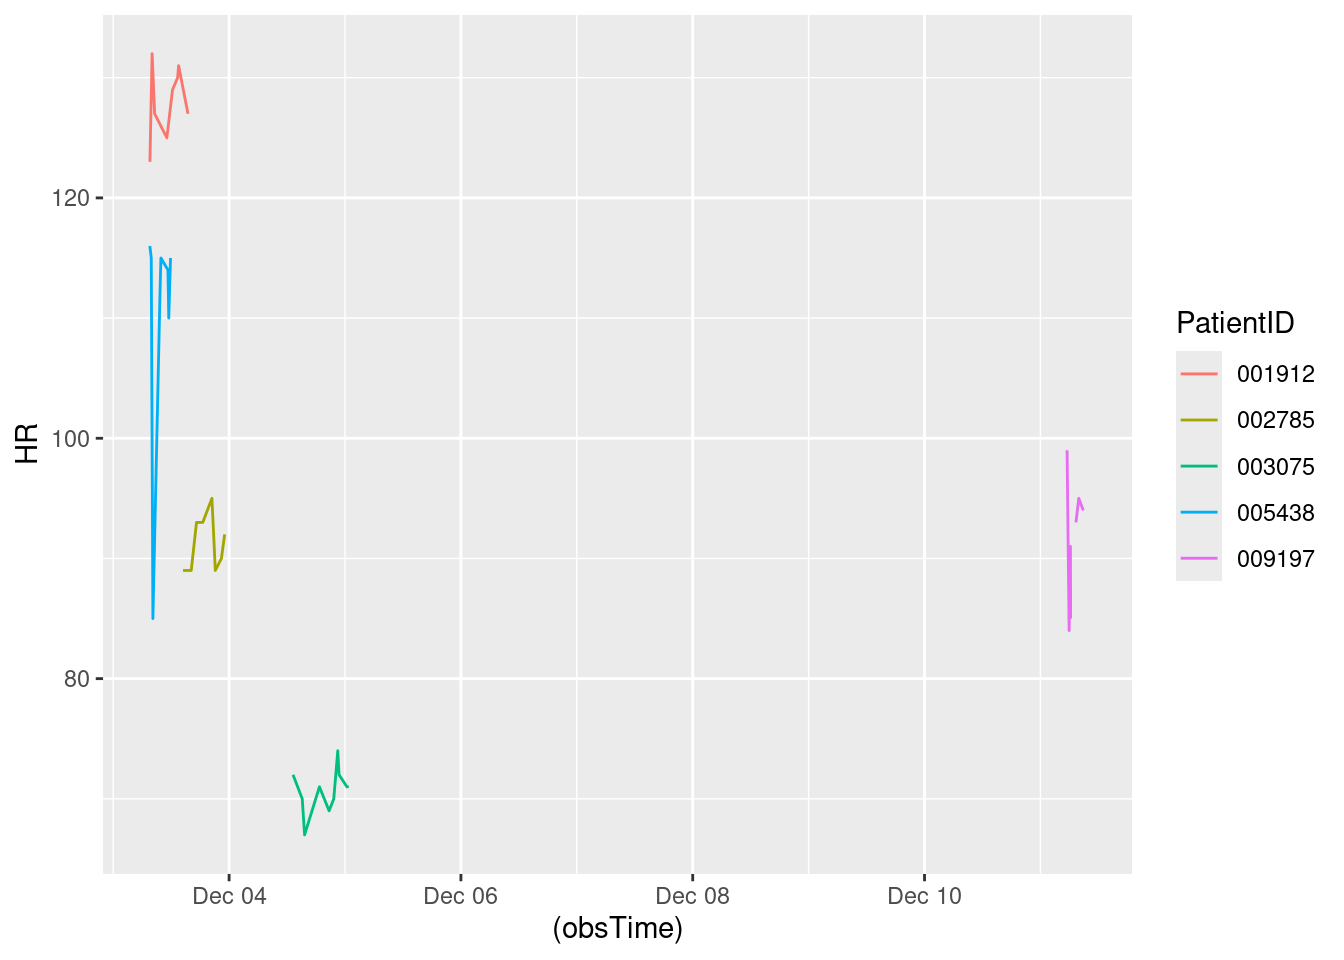 HR
120
100
80
Dec 04
Dec 06
Dec 08
Dec 10
(obsTime)
PatientID
001912
002785
003075
005438
009197